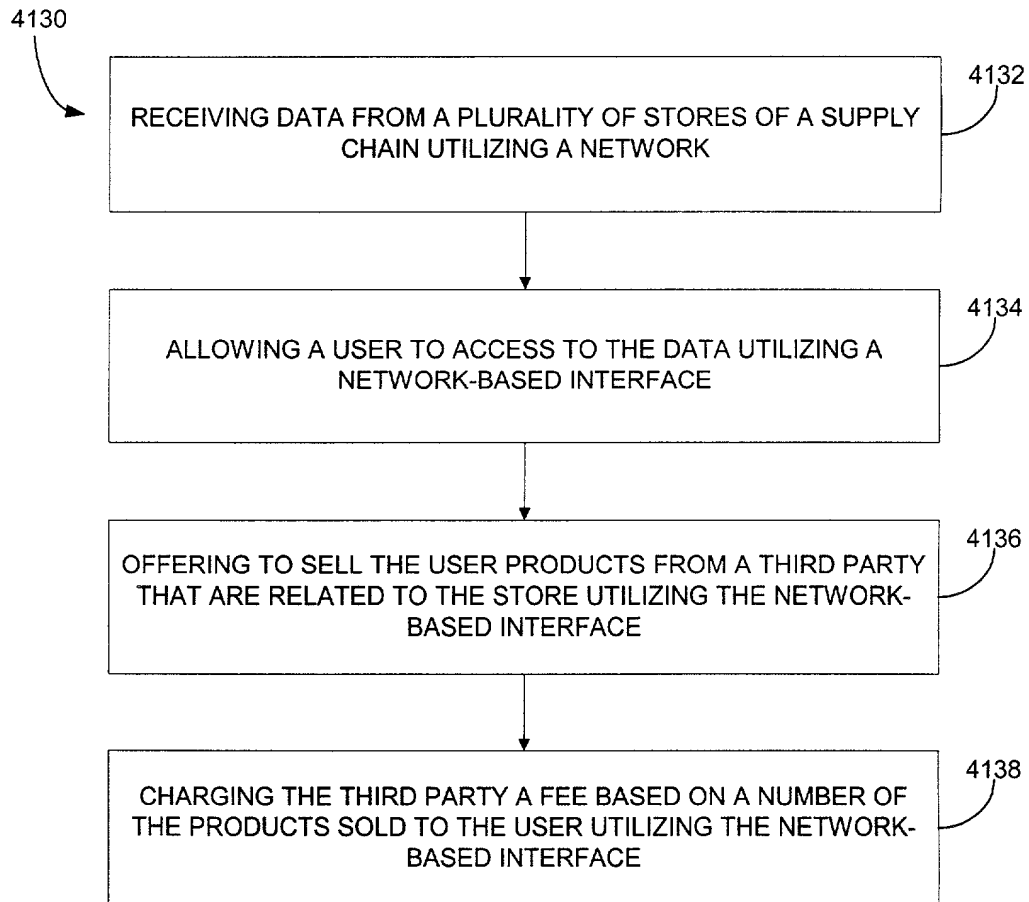 4130
4132
RECEIVING DATA FROM A PLURALITY OF STORES OF A SUPPLY
CHAIN UTILIZING A NETWORK
4134
ALLOWING A USER TO ACCESS TO THE DATA UTILIZING A
NETWORK-BASED INTERFACE
4136
OFFERING TO SELL THE USER PRODUCTS FROM A THIRD PARTY
THAT ARE RELATED TO THE STORE UTILIZING THE NETWORK-
BASED INTERFACE
4138
CHARGING THE THIRD PARTY A FEE BASED ON A NUMBER OF
THE PRODUCTS SOLD TO THE USER UTILIZING THE NETWORK-
BASED INTERFACE